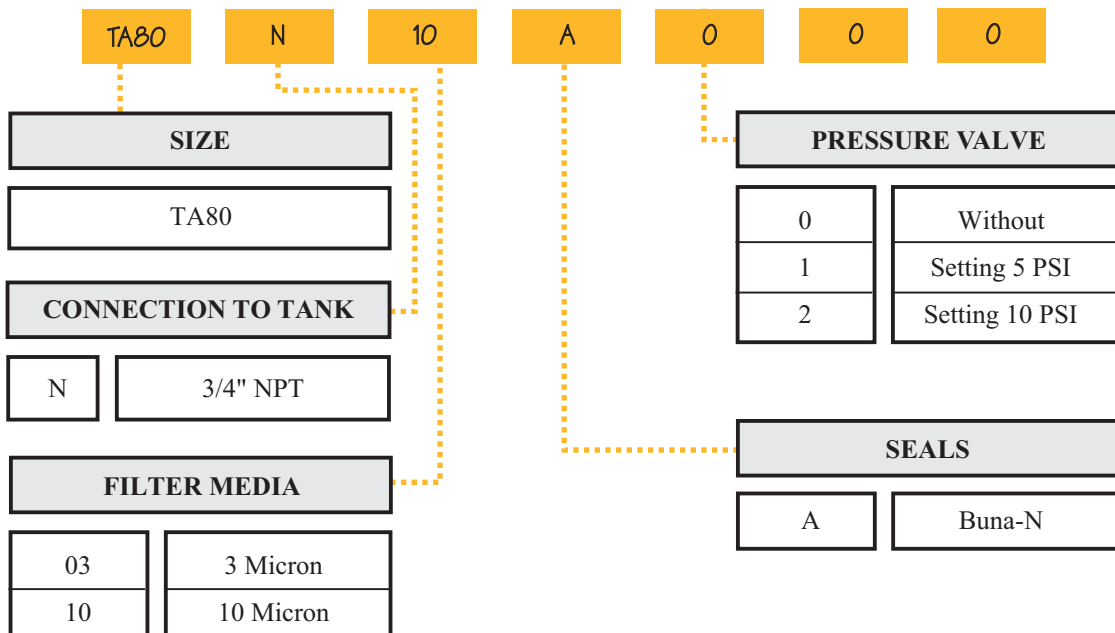 TA80 N 10 A 0 0 0
SIZE
TA80
CONNECTION TO TANK
N 3/4" NPT
FILTER MEDIA
03 3 Micron
10 10 Micron
PRESSURE VALVE
0 Without
1 Setting 5 PSI
2 Setting 10 PSI
SEALS
A Buna-N